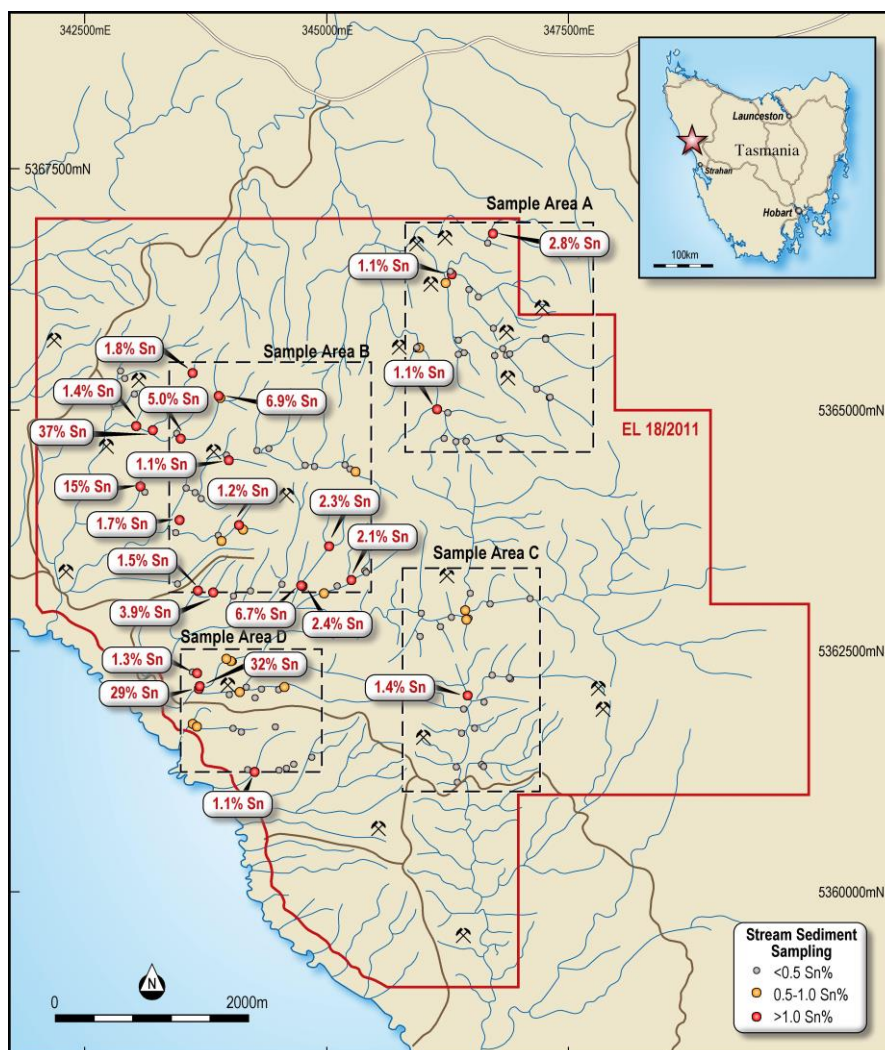 342500mE
345000mE
347500mE
Launceston
Tasmania
Strahan
Hobart
100km
5367500mN
Sample Area A
2.8% Sn
1.1% Sn
1.8% Sn
Sample Area B
1.4% Sn
5.0% Sn
6.9% Sn
1.1% Sn
5365000mN
37% Sn
EL 18/2011
1.1% Sn
15% Sn
1.2% Sn
2.3% Sn
1.7% Sn
2.1% Sn
Sample Area C
1.5% Sn
3.9% Sn
6.7% Sn
2.4% Sn
Sample Area D
5362500mN
1.3% Sn
32% Sn
29% Sn
1.4% Sn
1.1% Sn
5360000mN
Stream Sediment
Sampling
<0.5 Sn%
0.5-1.0 Sn%
>1.0 Sn%
N
0
2000m